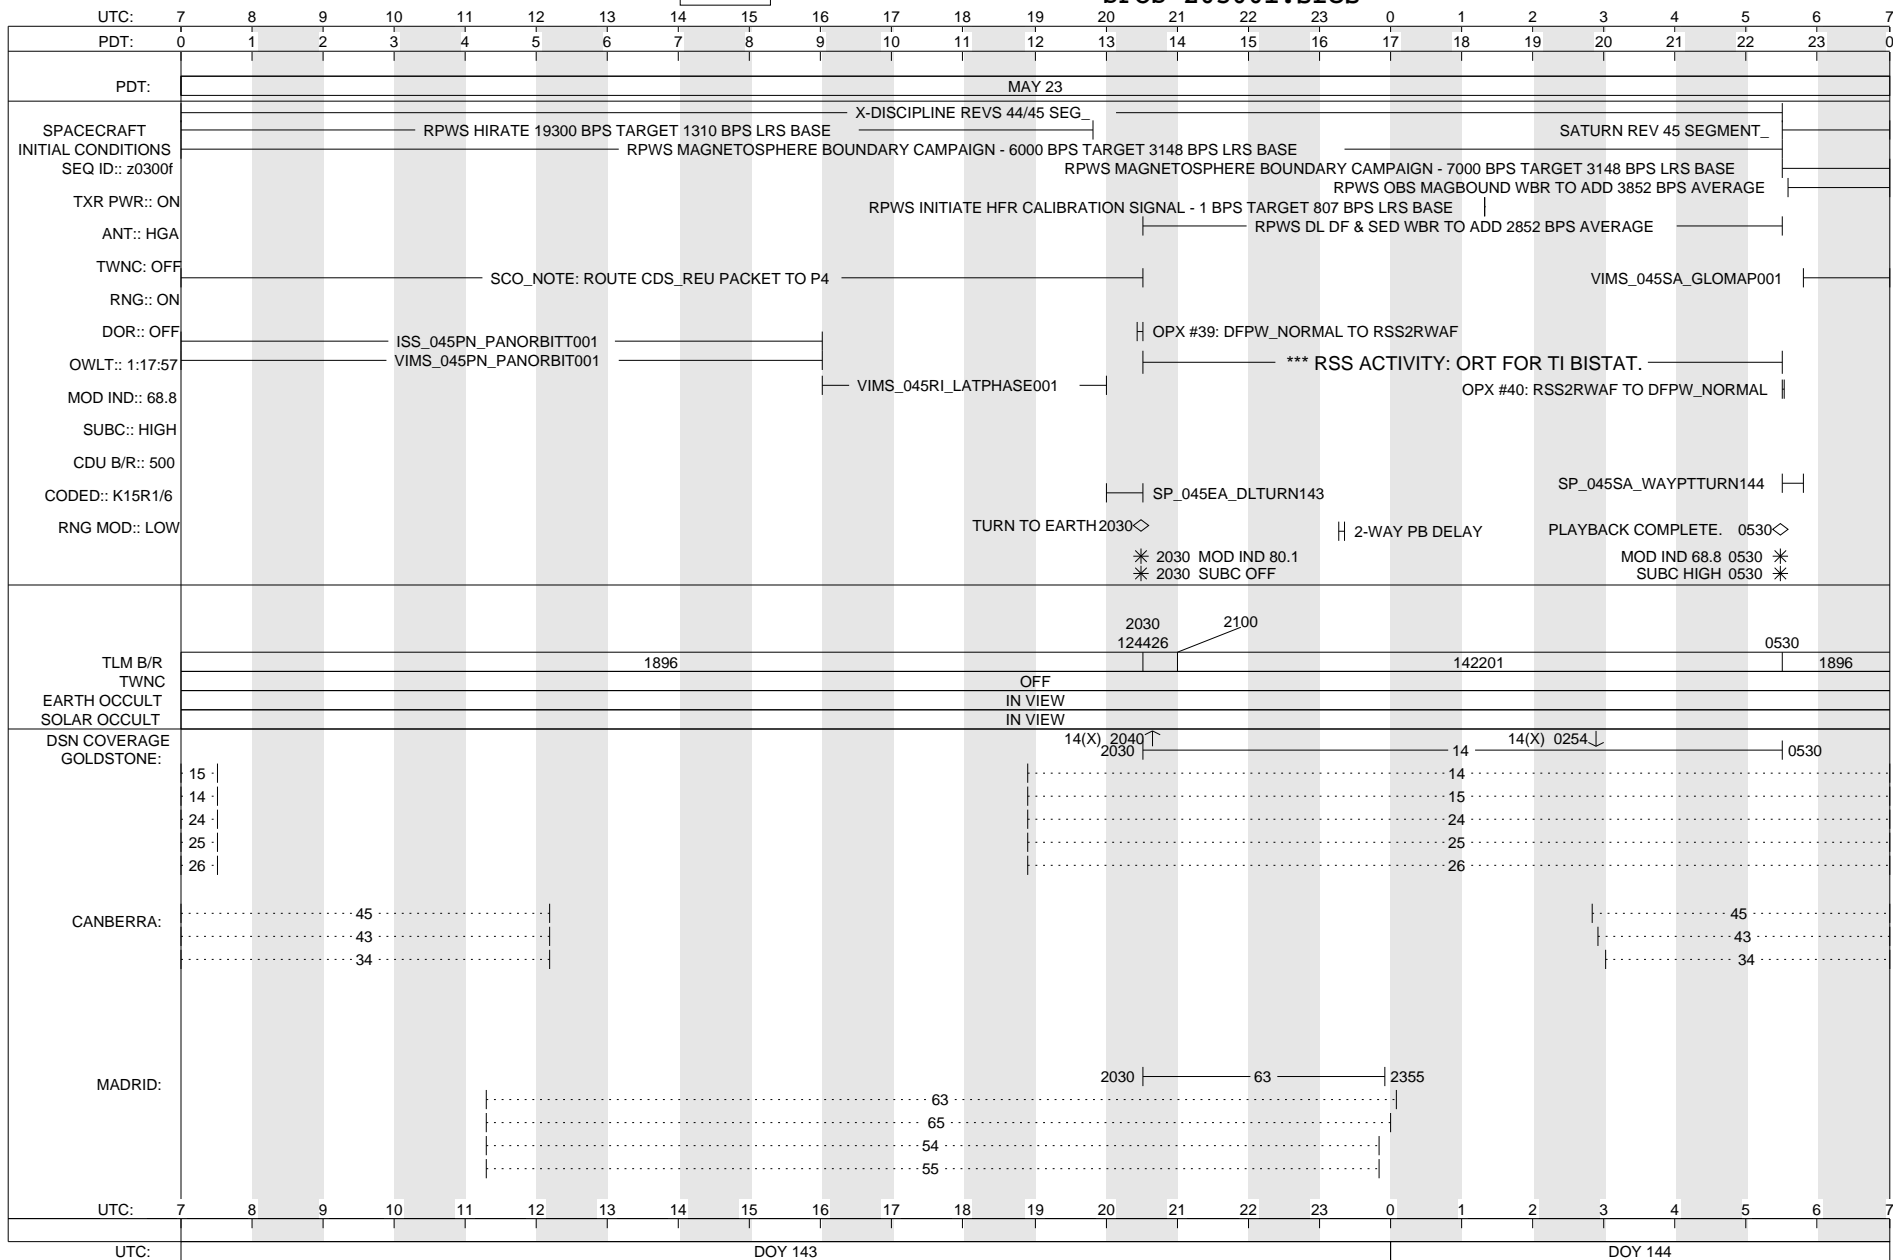 UTC: 7 8 9 10 11 12 13 14 15 16 17 18 19 20 21 22 23 0 1 2 3 4 5 6 7
PDT: 0 1 2 3 4 5 6 7 8 9 10 11 12 13 14 15 16 17 18 19 20 21 22 23 0
PDT: MAY 23
X-DISCIPLINE REVS 44/45 SEG_
SPACECRAFT RPWS HIRATE 19300 BPS TARGET 1310 BPS LRS BASE SATURN REV 45 SEGMENT_
INITIAL CONDITIONS RPWS MAGNETOSPHERE BOUNDARY CAMPAIGN - 6000 BPS TARGET 3148 BPS LRS BASE
SEQ ID:: z0300f RPWS MAGNETOSPHERE BOUNDARY CAMPAIGN - 7000 BPS TARGET 3148 BPS LRS BASE
RPWS OBS MAGBOUND WBR TO ADD 3852 BPS AVERAGE
TXR PWR:: ON RPWS INITIATE HFR CALIBRATION SIGNAL - 1 BPS TARGET 807 BPS LRS BASE
ANT:: HGA RPWS DL DF & SED WBR TO ADD 2852 BPS AVERAGE
TWNC: OFF
SCO_NOTE: ROUTE CDS_REU PACKET TO P4 VIMS_045SA_GLOMAP001
RNG:: ON
DOR:: OFF OPX #39: DFPW_NORMAL TO RSS2RWAF
ISS_045PN_PANORBITT001
OWLT:: 1:17:57 VIMS_045PN_PANORBIT001 *** RSS ACTIVITY: ORT FOR TI BISTAT.
VIMS_045RI_LATPHASE001 OPX #40: RSS2RWAF TO DFPW_NORMAL
MOD IND:: 68.8
SUBC:: HIGH
CDU B/R:: 500
CODED:: K15R1/6 SP_045EA_DLTURN143 SP_045SA_WAYPTTURN144
RNG MOD:: LOW TURN TO EARTH 2030 2-WAY PB DELAY PLAYBACK COMPLETE. 0530
2030 MOD IND 80.1 MOD IND 68.8 0530
2030 SUBC OFF SUBC HIGH 0530
2030 2100
124426 0530
TLM B/R 1896 142201 1896
TWNC OFF
EARTH OCCULT IN VIEW
SOLAR OCCULT IN VIEW
DSN COVERAGE 14(X) 2040 14(X) 0254
GOLDSTONE: 2030 14 0530
15 14
14 15
24 24
25 25
26 26
CANBERRA: 45 45
43 43
34 34
MADRID: 2030 63 2355
63
65
54
55
UTC: 7 8 9 10 11 12 13 14 15 16 17 18 19 20 21 22 23 0 1 2 3 4 5 6 7
UTC: DOY 143 DOY 144